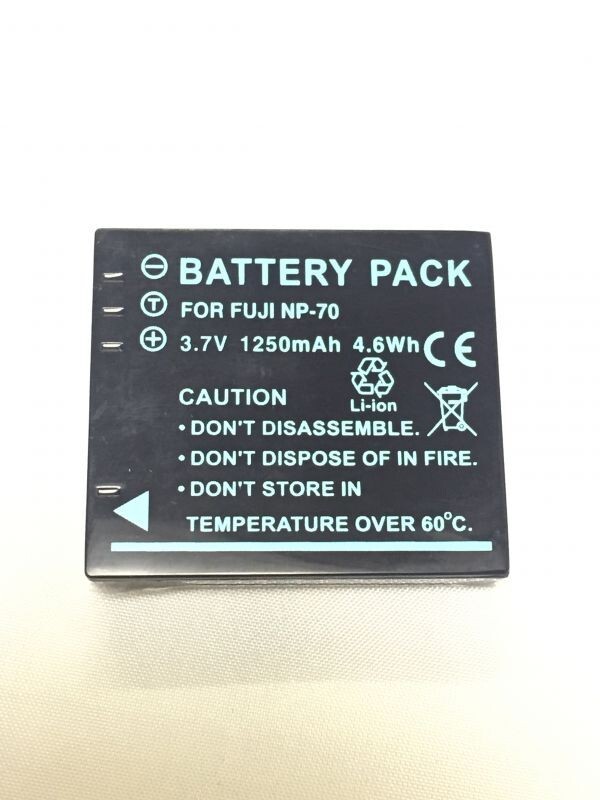 ⊖ BATTERY PACK
Ⓣ FOR FUJI NP-70
⊕ 3.7V 1250mAh 4.6Wh CE
Li-ion
CAUTION
•DON'T DISASSEMBLE.
•DON'T DISPOSE OF IN FIRE.
•DON'T STORE IN
TEMPERATURE OVER 60°C.